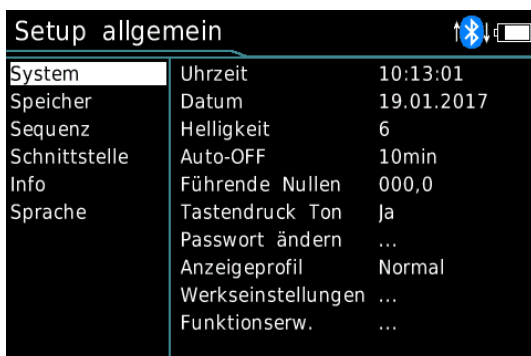 Setup allgemein
System
Speicher
Sequenz
Schnittstelle
Info
Sprache
Uhrzeit 10:13:01
Datum 19.01.2017
Helligkeit 6
Auto-OFF 10min
Führende Nullen 000,0
Tastendruck Ton Ja
Passwort ändern ...
Anzeigeprofil Normal
Werkseinstellungen ...
Funktionserw. ...